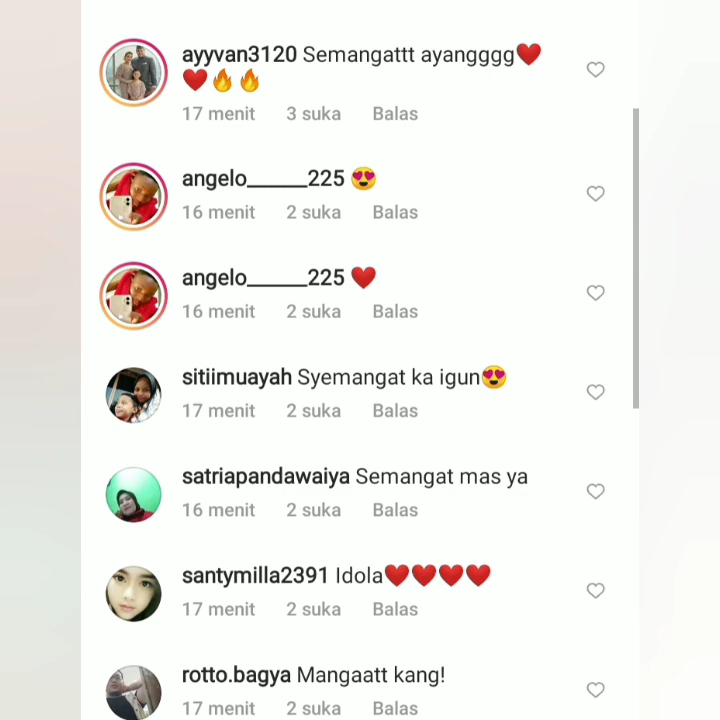 ayyvan3120 Semangattt ayangggg❤️
❤️🔥🔥
17 menit 3 suka Balas
angelo______225 😍
16 menit 2 suka Balas
angelo______225 ❤️
16 menit 2 suka Balas
sitiimuayah Syemangat ka igun😍
17 menit 2 suka Balas
satriapandawaiya Semangat mas ya
16 menit 2 suka Balas
santymilla2391 Idola❤️❤️❤️❤️
17 menit 2 suka Balas
rotto.bagya Mangaatt kang!
17 menit 2 suka Balas